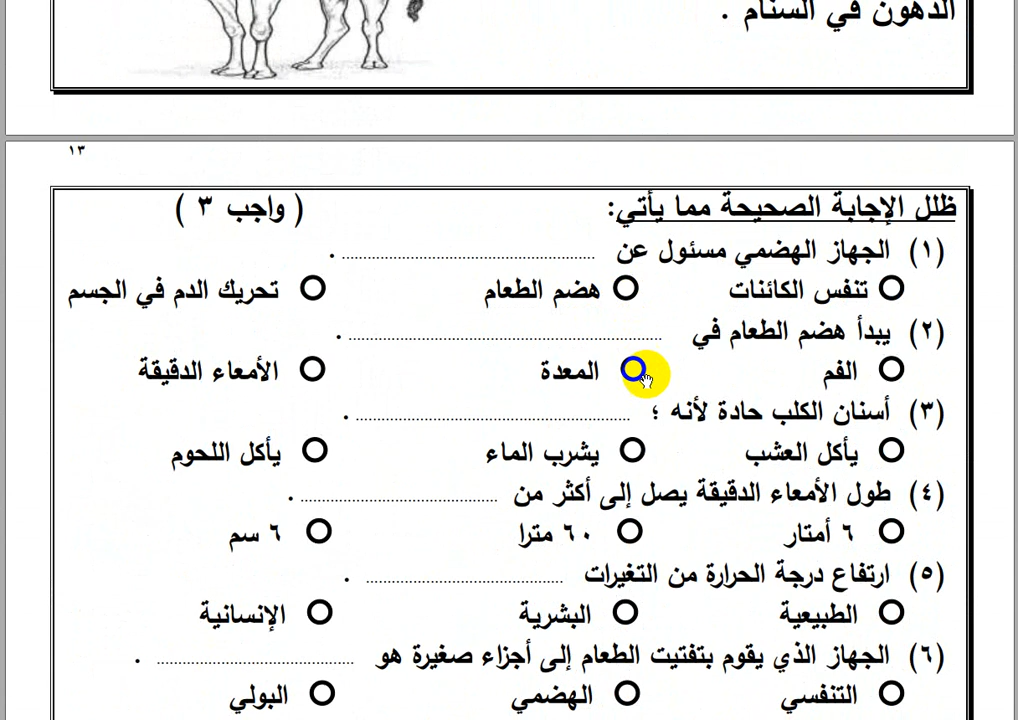 الدهون في السنام .
١٣
ظلل الإجابة الصحيحة مما يأتي: ( واجب ٣ )
(١) الجهاز الهضمي مسئول عن .................... .
تنفس الكائنات هضم الطعام تحريك الدم في الجسم
(٢) يبدأ هضم الطعام في .................... .
الفم المعدة الأمعاء الدقيقة
(٣) أسنان الكلب حادة لأنه ؛ .................... .
يأكل العشب يشرب الماء يأكل اللحوم
(٤) طول الأمعاء الدقيقة يصل إلى أكثر من .................... .
٦ أمتار ٦٠ مترا ٦ سم
(٥) ارتفاع درجة الحرارة من التغيرات .................... .
الطبيعية البشرية الإنسانية
(٦) الجهاز الذي يقوم بتفتيت الطعام إلى أجزاء صغيرة هو .................... .
التنفسي الهضمي البولي